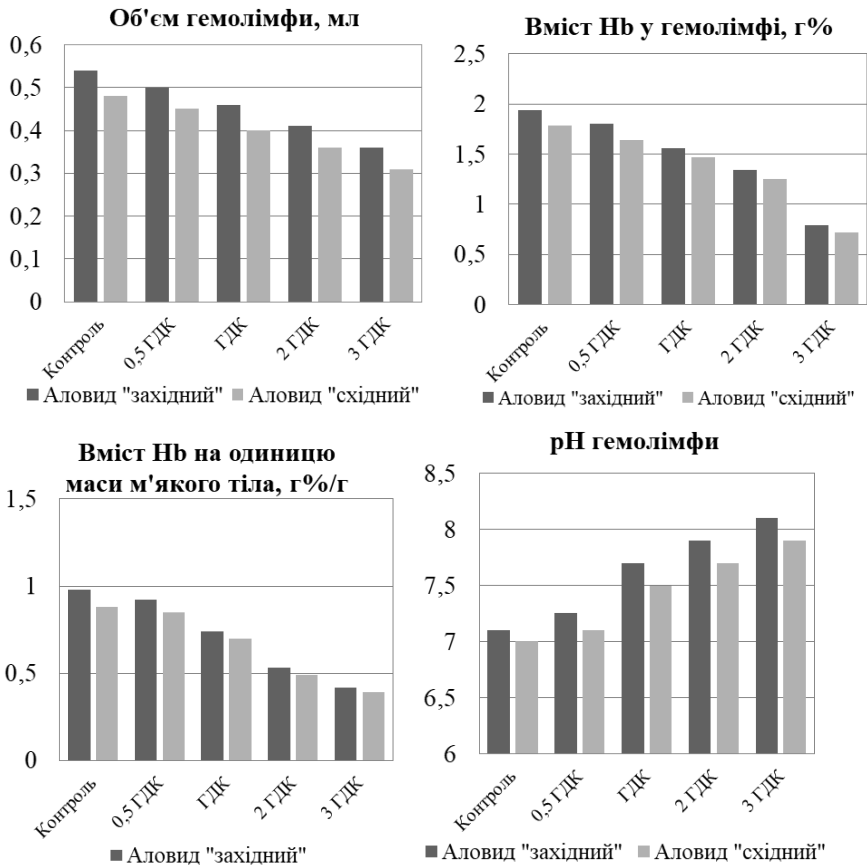 Об'єм гемолімфи, мл
0,6
0,5
0,4
0,3
0,2
0,1
0
Контроль
0,5 ГДК
ГДК
2 ГДК
3 ГДК
Аловид "західний" Аловид "східний"
Вміст Hb у гемолімфі, г%
2,5
2
1,5
1
0,5
0
Контроль
0,5 ГДК
ГДК
2 ГДК
3 ГДК
Аловид "західний" Аловид "східний"
Вміст Hb на одиницю
маси м'якого тіла, г%/г
1,5
1
0,5
0
Контроль
0,5 ГДК
ГДК
2 ГДК
3 ГДК
Аловид "західний"
pH гемолімфи
8,5
8
7,5
7
6,5
6
Контроль
0,5 ГДК
ГДК
2 ГДК
3 ГДК
Аловид "західний" Аловид "східний"